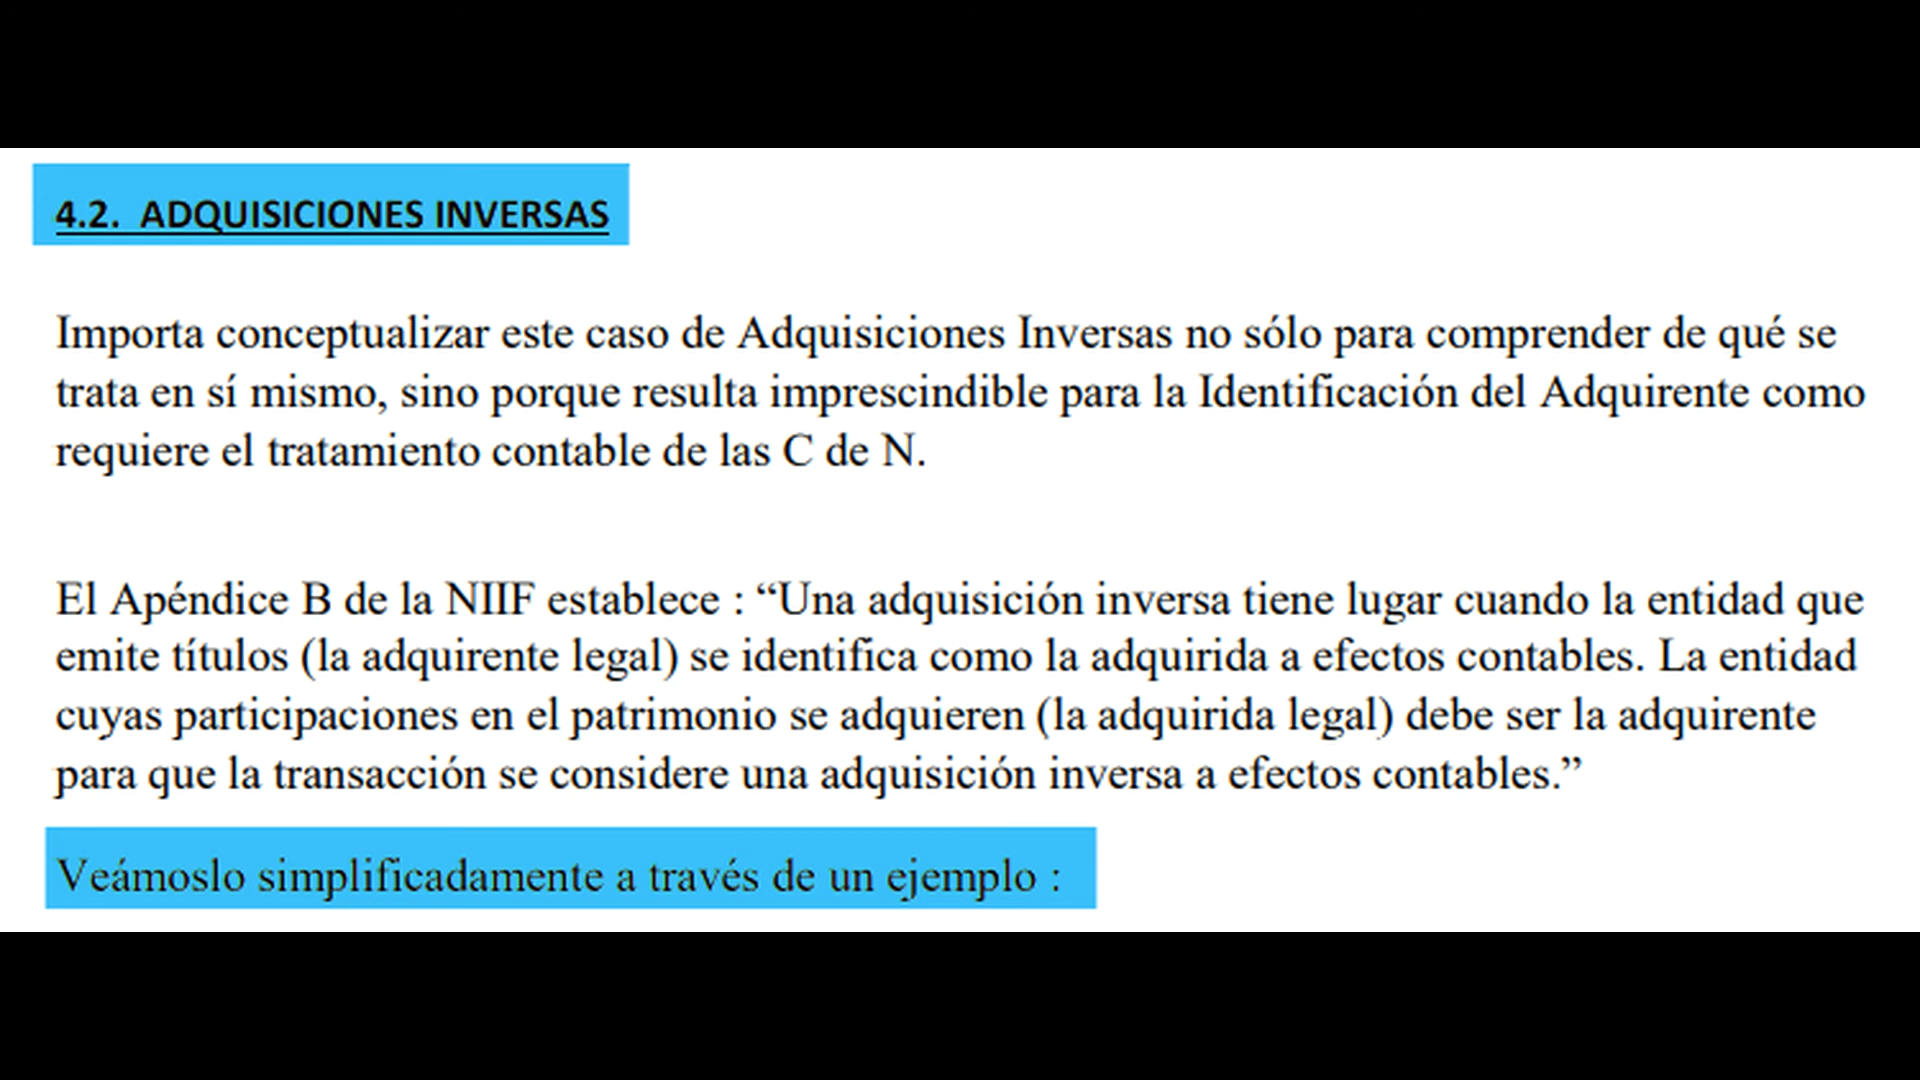 4.2. ADQUISICIONES INVERSAS
Importa conceptualizar este caso de Adquisiciones Inversas no sólo para comprender de qué se
trata en sí mismo, sino porque resulta imprescindible para la Identificación del Adquirente como
requiere el tratamiento contable de las C de N.
El Apéndice B de la NIIF establece : “Una adquisición inversa tiene lugar cuando la entidad que
emite títulos (la adquirente legal) se identifica como la adquirida a efectos contables. La entidad
cuyas participaciones en el patrimonio se adquieren (la adquirida legal) debe ser la adquirente
para que la transacción se considere una adquisición inversa a efectos contables.”
Veámoslo simplificadamente a través de un ejemplo :